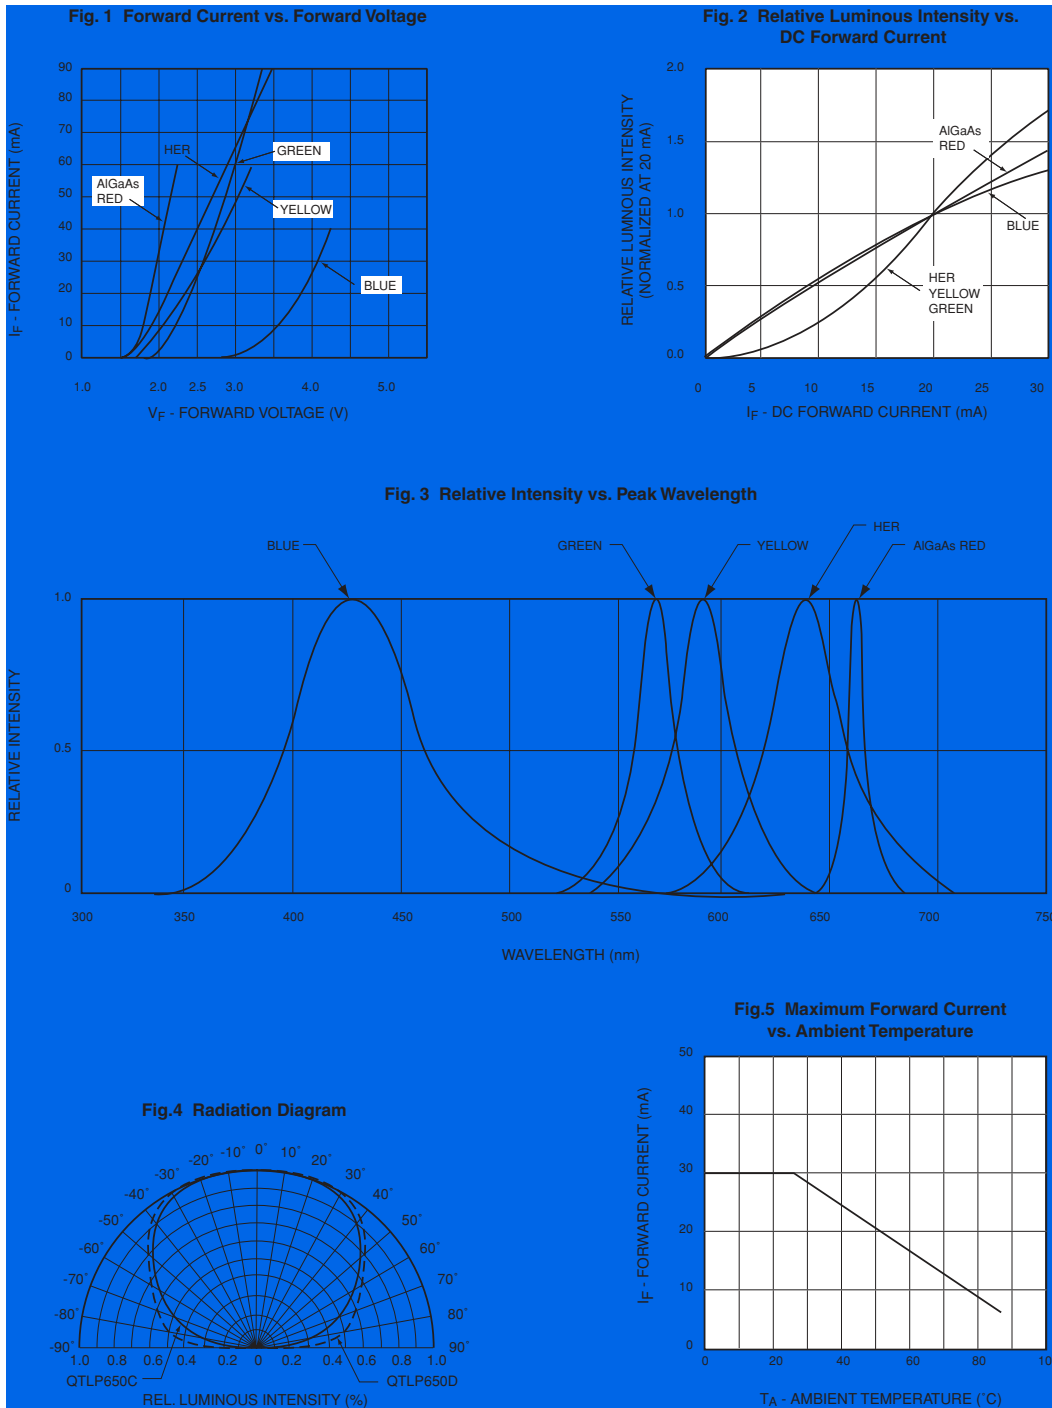 Fig. 1 Forward Current vs. Forward Voltage
IF - FORWARD CURRENT (mA)
90
80
70
60
50
40
30
20
10
0
HER
GREEN
AlGaAs
RED
YELLOW
BLUE
1.0 2.0 2.5 3.0 4.0 5.0
VF - FORWARD VOLTAGE (V)
Fig. 2 Relative Luminous Intensity vs.
DC Forward Current
RELATIVE LUMINOUS INTENSITY
(NORMALIZED AT 20 mA)
2.0
1.5
1.0
0.5
0.0
AlGaAs
RED
BLUE
HER
YELLOW
GREEN
0 5 10 15 20 25 30
IF - DC FORWARD CURRENT (mA)
Fig. 3 Relative Intensity vs. Peak Wavelength
BLUE
GREEN
YELLOW
HER
AlGaAs RED
RELATIVE INTENSITY
1.0
0.5
0
300 350 400 450 500 550 600 650 700 750
WAVELENGTH (nm)
Fig.4 Radiation Diagram
-90˚ -80˚ -70˚ -60˚ -50˚ -40˚ -30˚ -20˚ -10˚ 0˚ 10˚ 20˚ 30˚ 40˚ 50˚ 60˚ 70˚ 80˚ 90˚
1.0 0.8 0.6 0.4 0.2 0 0.2 0.4 0.6 0.8 1.0
QTLP650C
QTLP650D
REL. LUMINOUS INTENSITY (%)
Fig.5 Maximum Forward Current
vs. Ambient Temperature
IF - FORWARD CURRENT (mA)
50
40
30
20
10
0
0 20 40 60 80 100
TA - AMBIENT TEMPERATURE (˚C)